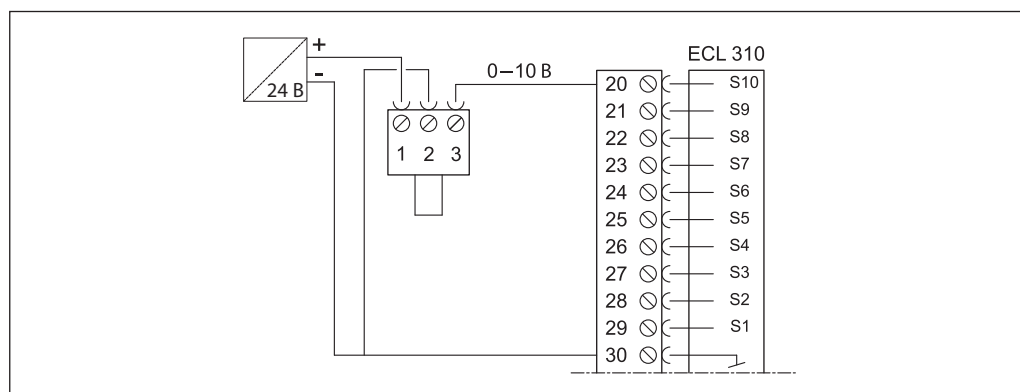 +
-
24 В
0–10 В
ECL 310
1 2 3
20 S10
21 S9
22 S8
23 S7
24 S6
25 S5
26 S4
27 S3
28 S2
29 S1
30